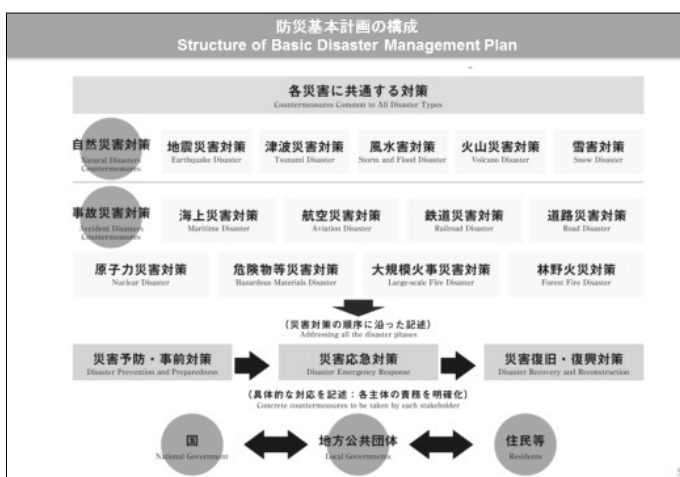 防災基本計画の構成
Structure of Basic Disaster Management Plan
各災害に共通する対策
Countermeasures Common to All Disaster Types
自然災害対策
Natural Disasters
Countermeasures
地震災害対策
Earthquake Disaster
津波災害対策
Tsunami Disaster
風水害対策
Storm and Flood Disaster
火山災害対策
Volcano Disaster
雪害対策
Snow Disaster
事故災害対策
Accident Disasters
Countermeasures
海上災害対策
Maritime Disaster
航空災害対策
Aviation Disaster
鉄道災害対策
Railroad Disaster
道路災害対策
Road Disaster
原子力災害対策
Nuclear Disaster
危険物等災害対策
Hazardous Materials Disaster
大規模火事災害対策
Large-scale Fire Disaster
林野火災対策
Forest Fire Disaster
(災害対策の順序に沿った記述)
Addressing all the disaster phases
災害予防・事前対策
Disaster Prevention and Preparedness
災害応急対策
Disaster Emergency Response
災害復旧・復興対策
Disaster Recovery and Reconstruction
(具体的な対応を記述:各主体の責務を明確化)
Concrete countermeasures to be taken by each stakeholder
国
National Government
地方公共団体
Local Governments
住民等
Residents
3